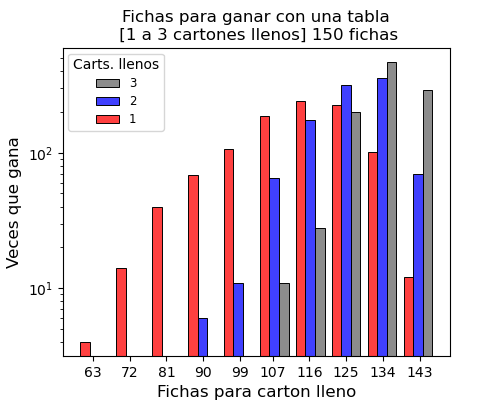 Fichas para ganar con una tabla
[1 a 3 cartones llenos] 150 fichas
Carts. llenos
3
2
1
Veces que gana
10²
10¹
63 72 81 90 99 107 116 125 134 143
Fichas para carton lleno